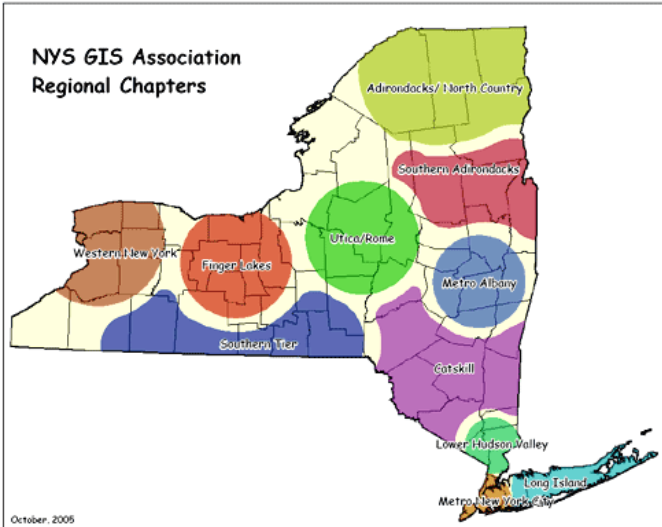 NYS GIS Association
Regional Chapters
Adirondacks/ North Country
Southern Adirondacks
Utica/Rome
Western New York
Finger Lakes
Metro Albany
Southern Tier
Catskill
Lower Hudson Valley
Long Island
Metro New York City
October, 2005